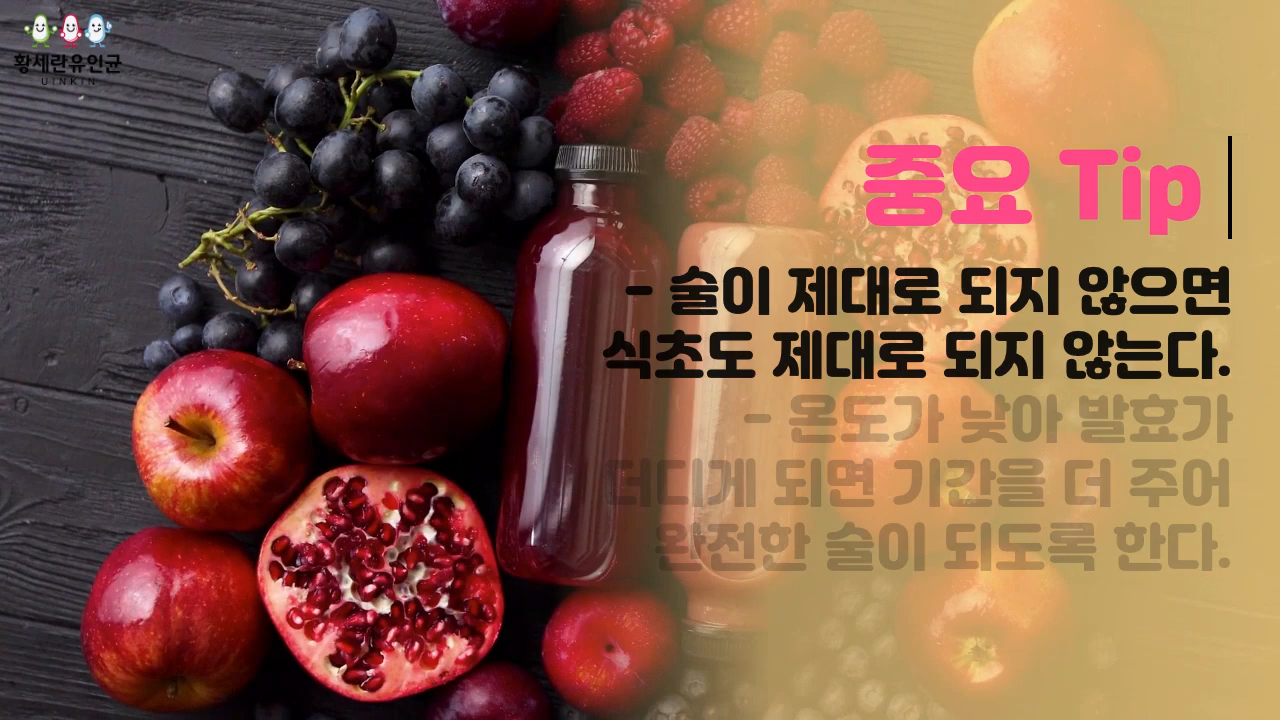 황세란유인균
UINKIN
중요 Tip
- 술이 제대로 되지 않으면
식초도 제대로 되지 않는다.
- 온도가 낮아 발효가
더디게 되면 기간을 더 주어
완전한 술이 되도록 한다.